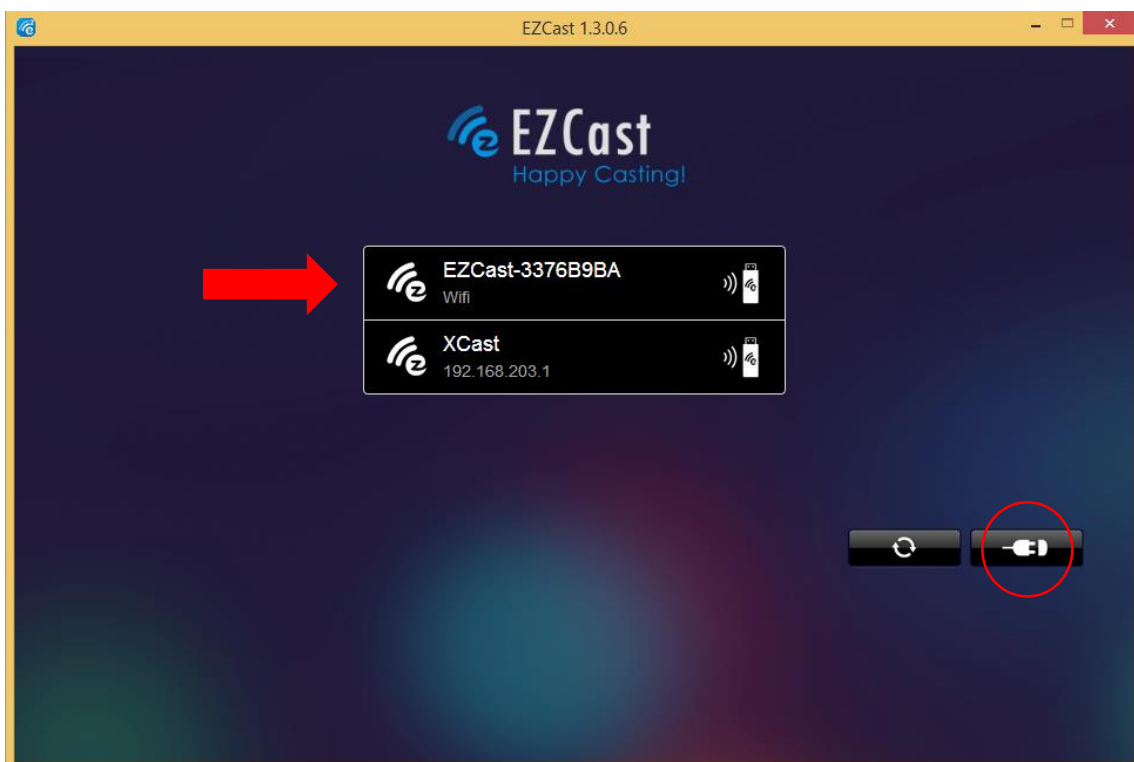 EZCast 1.3.0.6
EZCast
Happy Casting!
EZCast-3376B9BA
Wifi
XCast
192.168.203.1